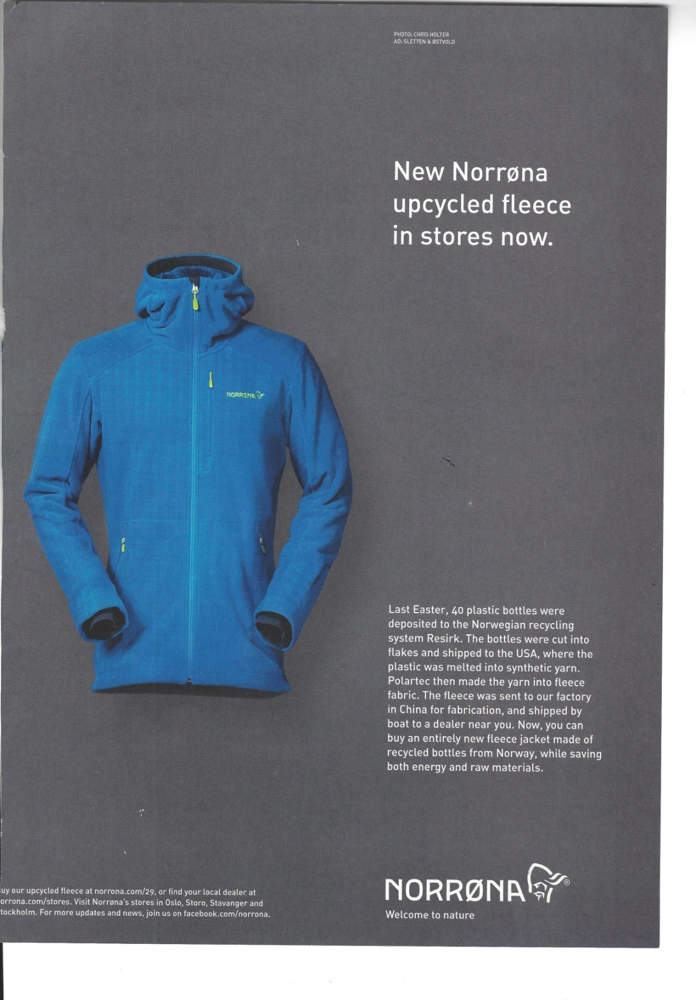 PHOTO: CHRIS HOLTER
AD: SLETTEN & ØSTVOLD
New Norrøna
upcycled fleece
in stores now.
NORRØNA
Last Easter, 40 plastic bottles were
deposited to the Norwegian recycling
system Resirk. The bottles were cut into
flakes and shipped to the USA, where the
plastic was melted into synthetic yarn.
Polartec then made the yarn into fleece
fabric. The fleece was sent to our factory
in China for fabrication, and shipped by
boat to a dealer near you. Now, you can
buy an entirely new fleece jacket made of
recycled bottles from Norway, while saving
both energy and raw materials.
uy our upcycled fleece at norrona.com/29, or find your local dealer at
orrona.com/stores. Visit Norrøna's stores in Oslo, Storo, Stavanger and
tockholm. For more updates and news, join us on facebook.com/norrona.
NORRØNA®
Welcome to nature